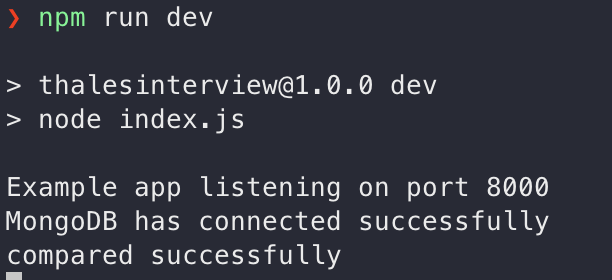 ❯ npm run dev
> thalesinterview@1.0.0 dev
> node index.js
Example app listening on port 8000
MongoDB has connected successfully
compared successfully